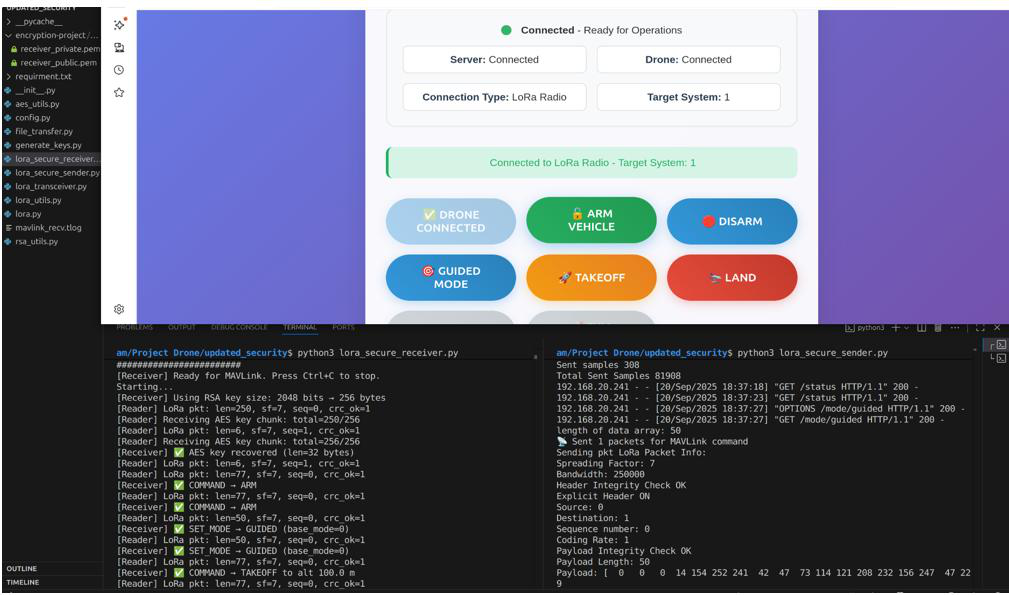 UPDATED_SECURITY
__pycache__
encryption-project/...
receiver_private.pem
receiver_public.pem
requirment.txt
__init__.py
aes_utils.py
config.py
file_transfer.py
generate_keys.py
lora_secure_receiver...
lora_secure_sender.py
lora_transceiver.py
lora_utils.py
lora.py
mavlink_recv.tlog
rsa_utils.py
OUTLINE
TIMELINE
Connected - Ready for Operations
Server: Connected
Drone: Connected
Connection Type: LoRa Radio
Target System: 1
Connected to LoRa Radio - Target System: 1
✅ DRONE
CONNECTED
🔓 ARM
VEHICLE
🛑 DISARM
🎯 GUIDED
MODE
🚀 TAKEOFF
🛬 LAND
PROBLEMS OUTPUT DEBUG CONSOLE TERMINAL PORTS
python3
am/Project Drone/updated_security$ python3 lora_secure_receiver.py
########################
[Receiver] Ready for MAVLink. Press Ctrl+C to stop.
Starting...
[Receiver] Using RSA key size: 2048 bits → 256 bytes
[Reader] LoRa pkt: len=250, sf=7, seq=0, crc_ok=1
[Reader] Receiving AES key chunk: total=250/256
[Reader] LoRa pkt: len=6, sf=7, seq=1, crc_ok=1
[Reader] Receiving AES key chunk: total=256/256
[Receiver] ✅ AES key recovered (len=32 bytes)
[Reader] LoRa pkt: len=6, sf=7, seq=1, crc_ok=1
[Reader] LoRa pkt: len=77, sf=7, seq=0, crc_ok=1
[Receiver] ✅ COMMAND → ARM
[Reader] LoRa pkt: len=77, sf=7, seq=0, crc_ok=1
[Receiver] ✅ COMMAND → ARM
[Reader] LoRa pkt: len=50, sf=7, seq=0, crc_ok=1
[Receiver] ✅ SET_MODE → GUIDED (base_mode=0)
[Reader] LoRa pkt: len=50, sf=7, seq=0, crc_ok=1
[Receiver] ✅ SET_MODE → GUIDED (base_mode=0)
[Reader] LoRa pkt: len=77, sf=7, seq=0, crc_ok=1
[Receiver] ✅ COMMAND → TAKEOFF to alt 100.0 m
[Reader] LoRa pkt: len=77, sf=7, seq=0, crc_ok=1
am/Project Drone/updated_security$ python3 lora_secure_sender.py
Sent samples 308
Total Sent Samples 81908
192.168.20.241 - - [20/Sep/2025 18:37:18] "GET /status HTTP/1.1" 200 -
192.168.20.241 - - [20/Sep/2025 18:37:23] "GET /status HTTP/1.1" 200 -
192.168.20.241 - - [20/Sep/2025 18:37:27] "OPTIONS /mode/guided HTTP/1.1" 200 -
192.168.20.241 - - [20/Sep/2025 18:37:27] "GET /mode/guided HTTP/1.1" 200 -
length of data array: 50
📡 Sent 1 packets for MAVLink command
Sending pkt LoRa Packet Info:
Spreading Factor: 7
Bandwidth: 250000
Header Integrity Check OK
Explicit Header ON
Source: 0
Destination: 1
Sequence number: 0
Coding Rate: 1
Payload Integrity Check OK
Payload Length: 50
Payload: [ 0 0 0 14 154 252 241 42 47 73 114 121 208 232 156 247 47 22
9